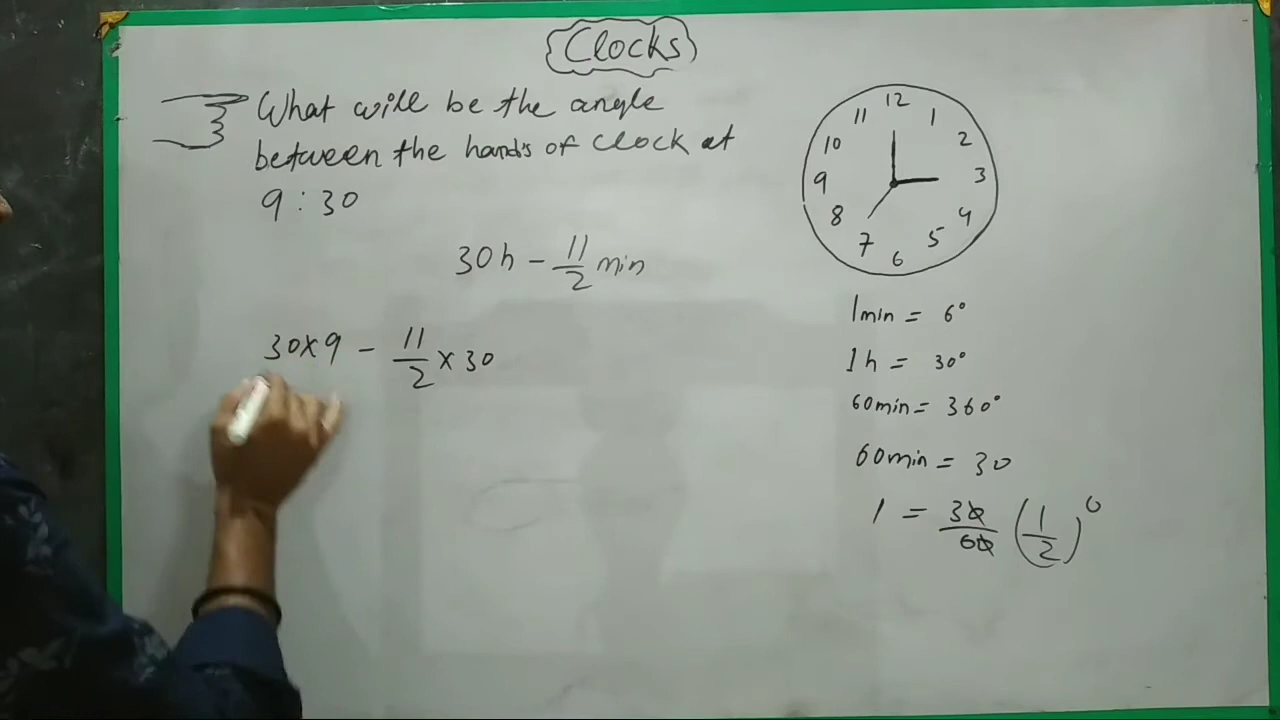 Clocks
What will be the angle
between the hands of clock at
9 : 30
30h - 11/2 min
30×9 - 11/2 × 30
12
11 1
10 2
9 3
8 4
7 5
6
1min = 6°
1h = 30°
60min = 360°
60min = 30
1 = 30/60 (1/2)°